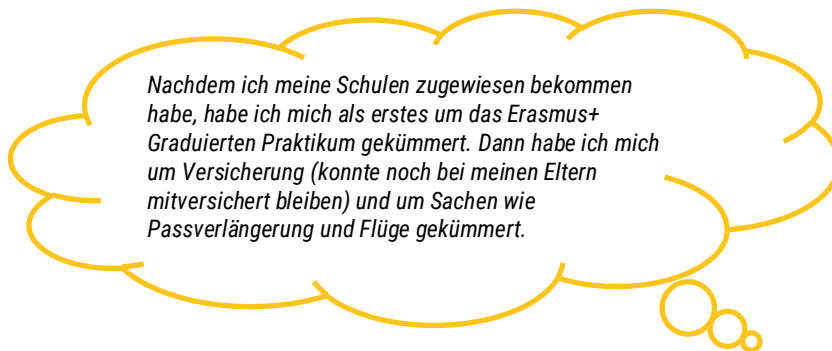 Nachdem ich meine Schulen zugewiesen bekommen
habe, habe ich mich als erstes um das Erasmus+
Graduierten Praktikum gekümmert. Dann habe ich mich
um Versicherung (konnte noch bei meinen Eltern
mitversichert bleiben) und um Sachen wie
Passverlängerung und Flüge gekümmert.